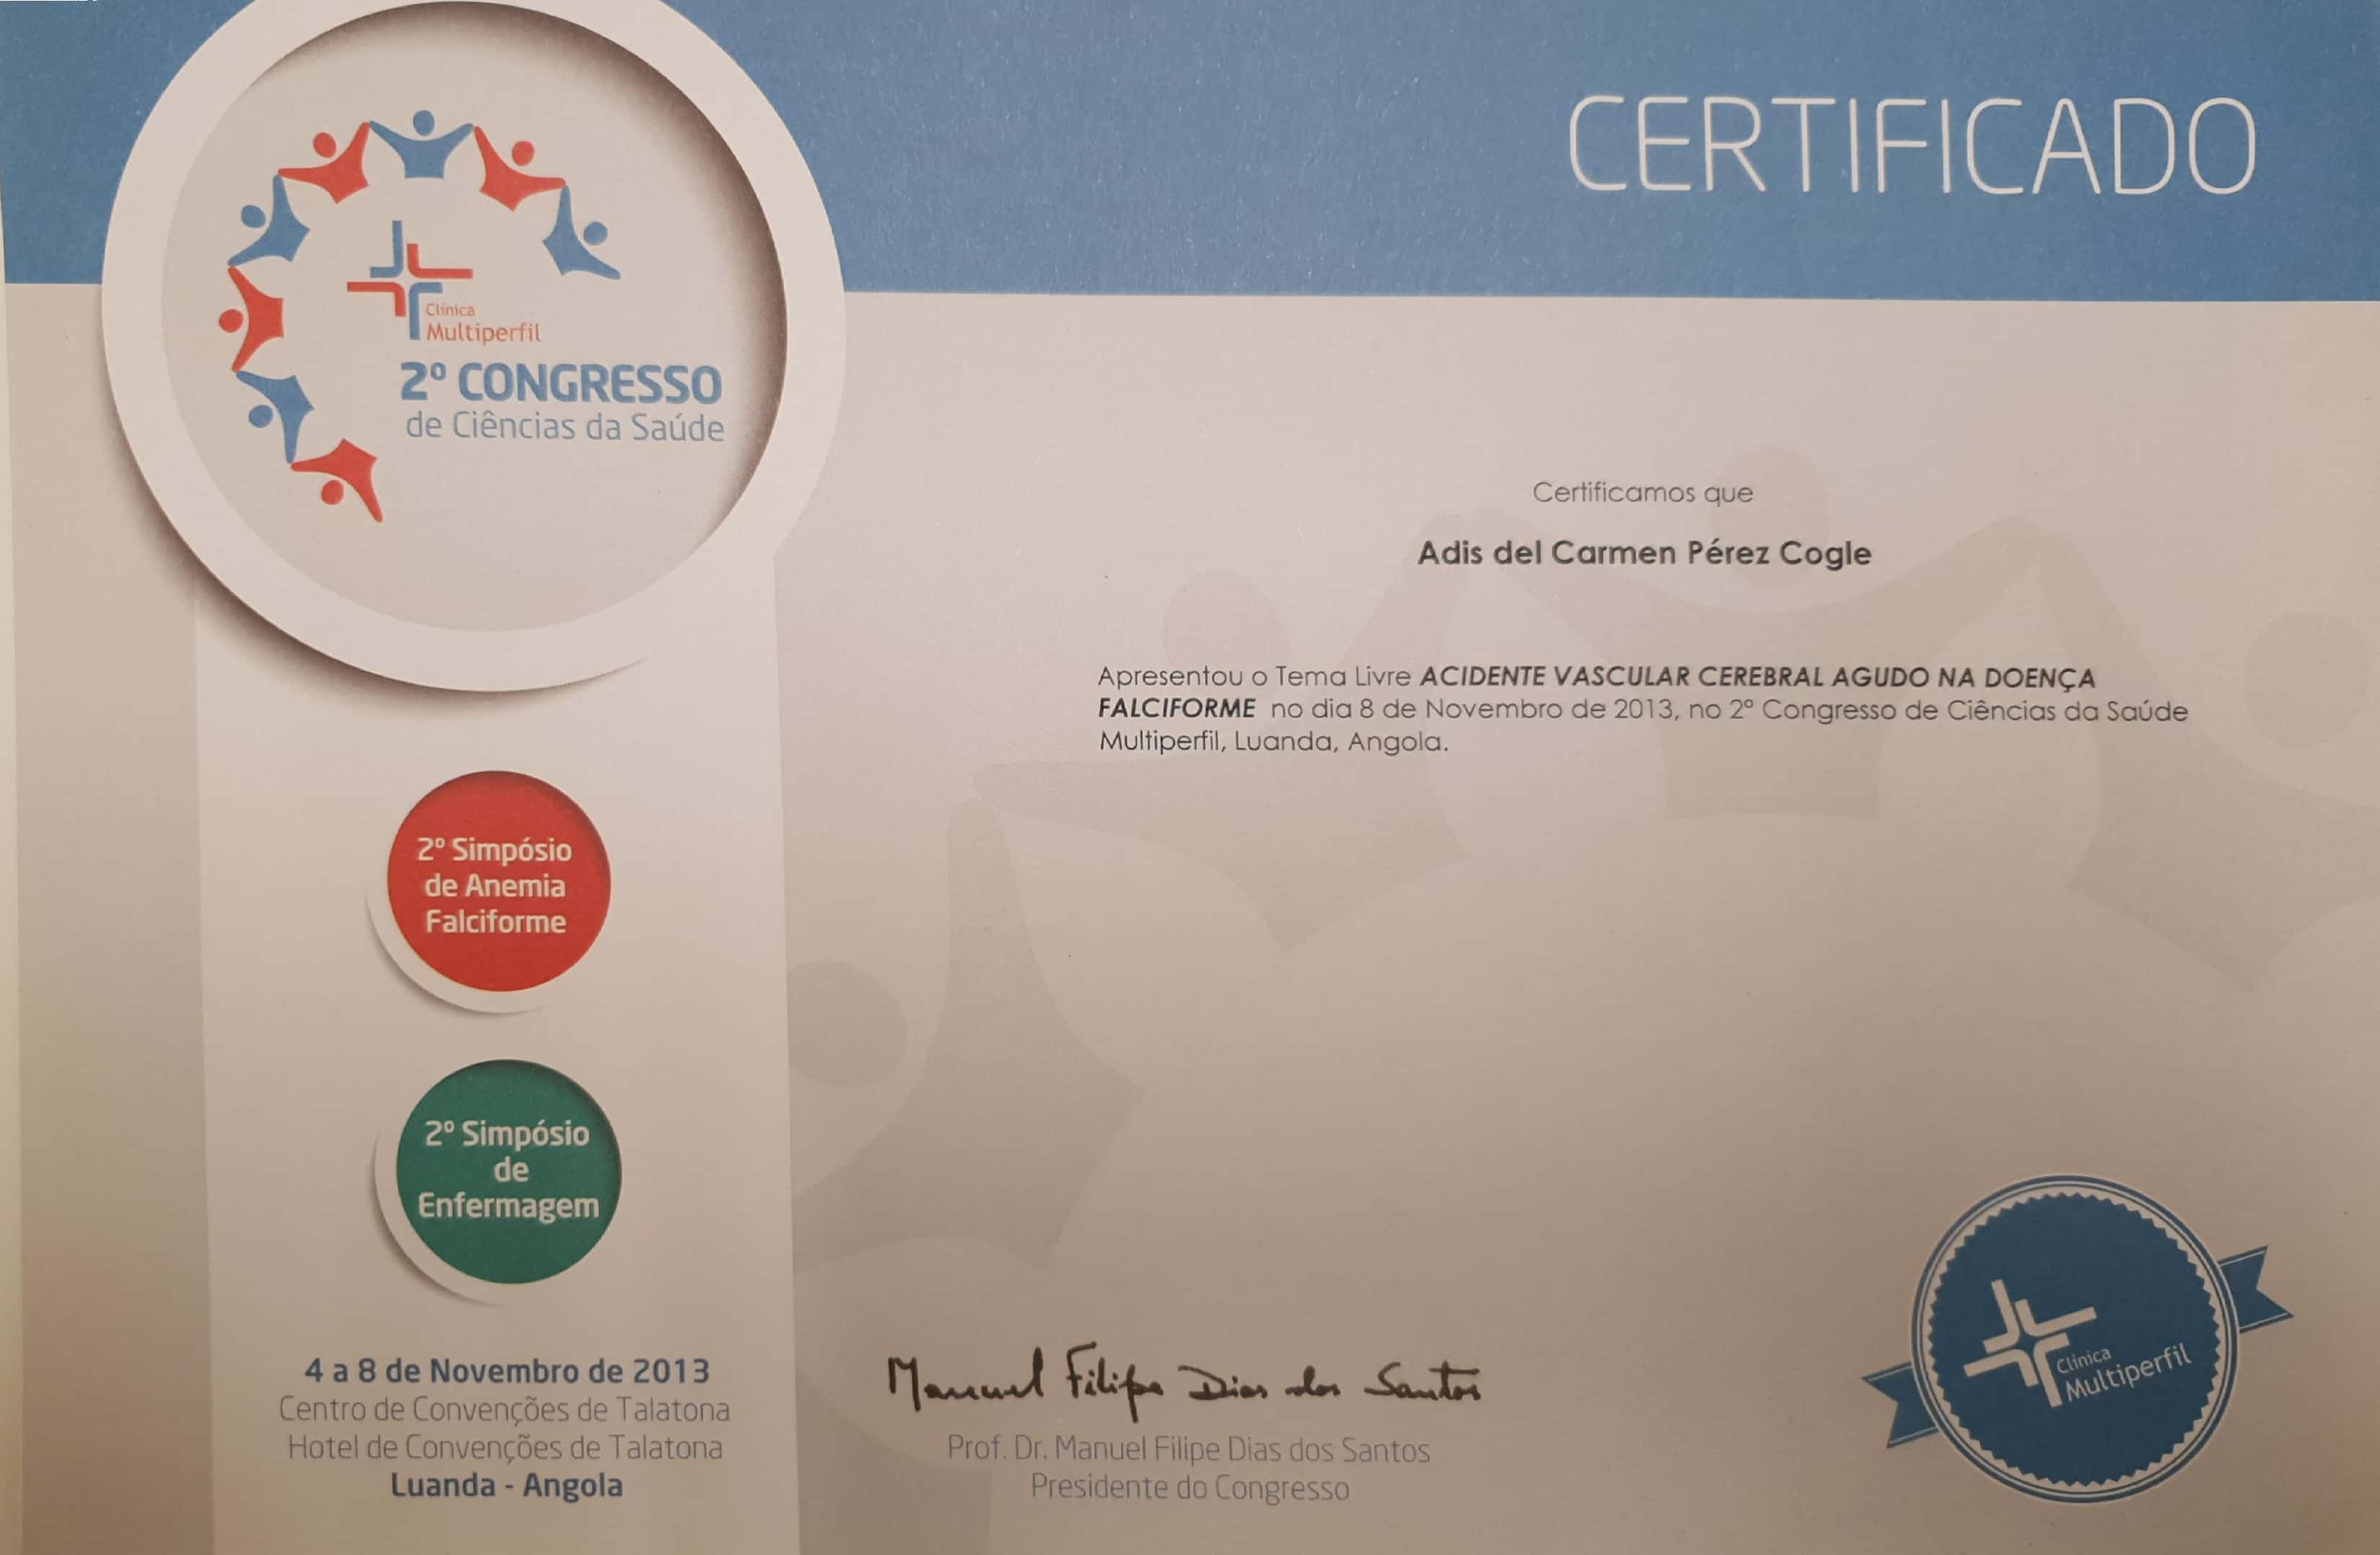 CERTIFICADO
Clínica
Multiperfil
2º CONGRESSO
de Ciências da Saúde
Certificamos que
Adis del Carmen Pérez Cogle
Apresentou o Tema Livre ACIDENTE VASCULAR CEREBRAL AGUDO NA DOENÇA
FALCIFORME no dia 8 de Novembro de 2013, no 2º Congresso de Ciências da Saúde
Multiperfil, Luanda, Angola.
2º Simpósio
de Anemia
Falciforme
2º Simpósio
de
Enfermagem
4 a 8 de Novembro de 2013
Centro de Convenções de Talatona
Hotel de Convenções de Talatona
Luanda - Angola
Manuel Filipe Dias dos Santos
Prof. Dr. Manuel Filipe Dias dos Santos
Presidente do Congresso
Clínica
Multiperfil